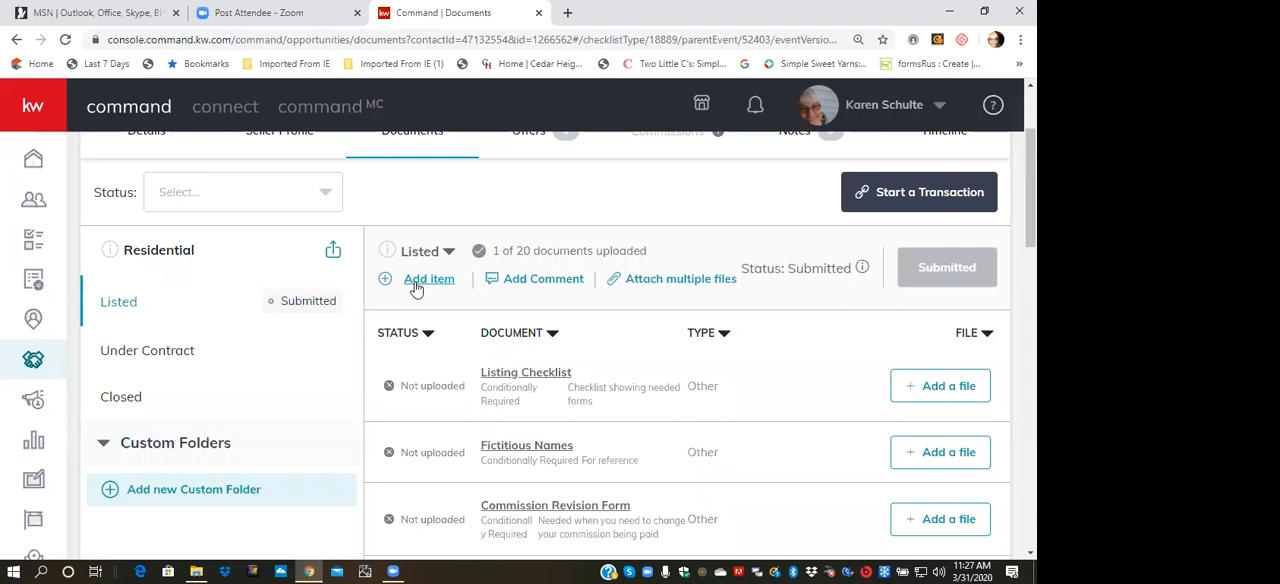 MSN | Outlook, Office, Skype, Bi
Post Attendee - Zoom
Command | Documents
console.command.kw.com/command/opportunities/documents?contactId=47132554&id=1266562#/checklistType/18889/parentEvent/52403/eventVersio...
Home
Last 7 Days
Bookmarks
Imported From IE
Imported From IE (1)
Home | Cedar Heig...
Two Little C's: Simpl...
Simple Sweet Yarns:...
formsRus : Create |...
kw
command
connect
command MC
Karen Schulte
Details
Seller Profile
Documents
Offers
Commissions
Notes
Timeline
Status:
Select...
Start a Transaction
Residential
Listed
1 of 20 documents uploaded
Status: Submitted
Submitted
Add item
Add Comment
Attach multiple files
Listed
Submitted
Under Contract
Closed
Custom Folders
Add new Custom Folder
STATUS
DOCUMENT
TYPE
FILE
Not uploaded
Listing Checklist
Conditionally Required
Checklist showing needed forms
Other
+ Add a file
Not uploaded
Fictitious Names
Conditionally Required For reference
Other
+ Add a file
Not uploaded
Commission Revision Form
Conditionall y Required
Needed when you need to change your commission being paid
Other
+ Add a file
11:27 AM
3/31/2020